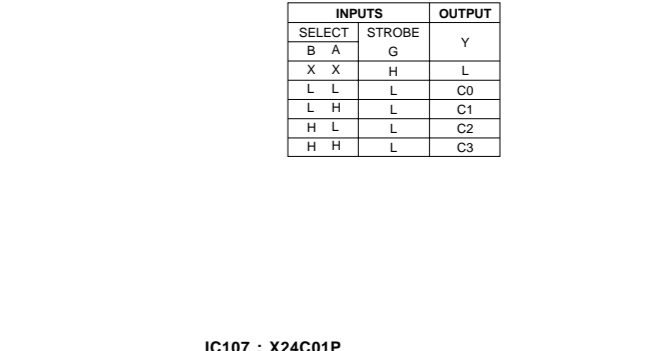 INPUTS OUTPUT
SELECT STROBE Y
B A G
X X H L
L L L C0
L H L C1
H L L C2
H H L C3
IC107 : X24C01P